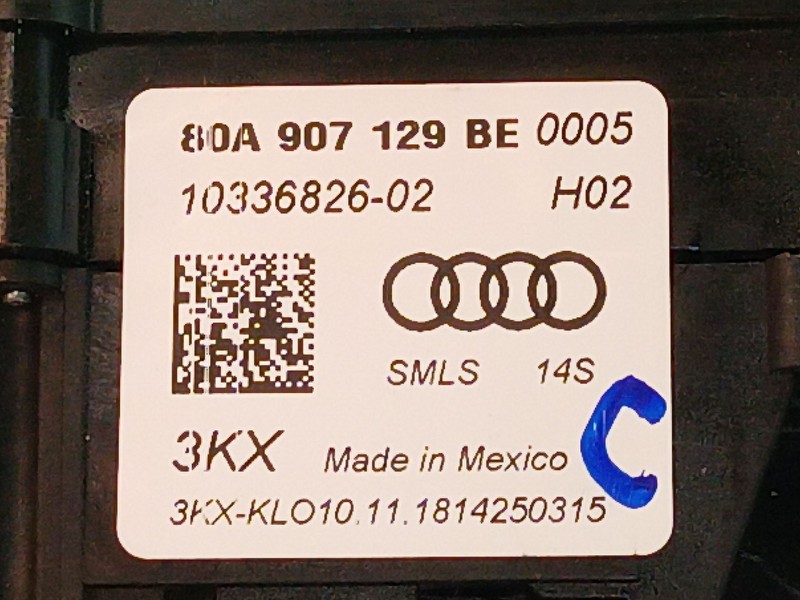 80A 907 129 BE 0005
10336826-02 H02
SMLS 14S
3KX Made in Mexico
3KX-KLO10.11.1814250315
C